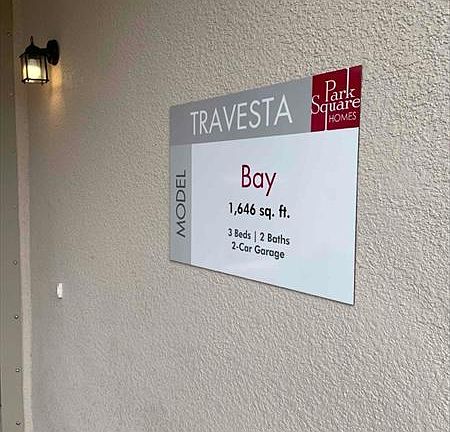 TRAVESTA
Park
Square
HOMES
MODEL
Bay
1,646 sq. ft.
3 Beds | 2 Baths
2-Car Garage